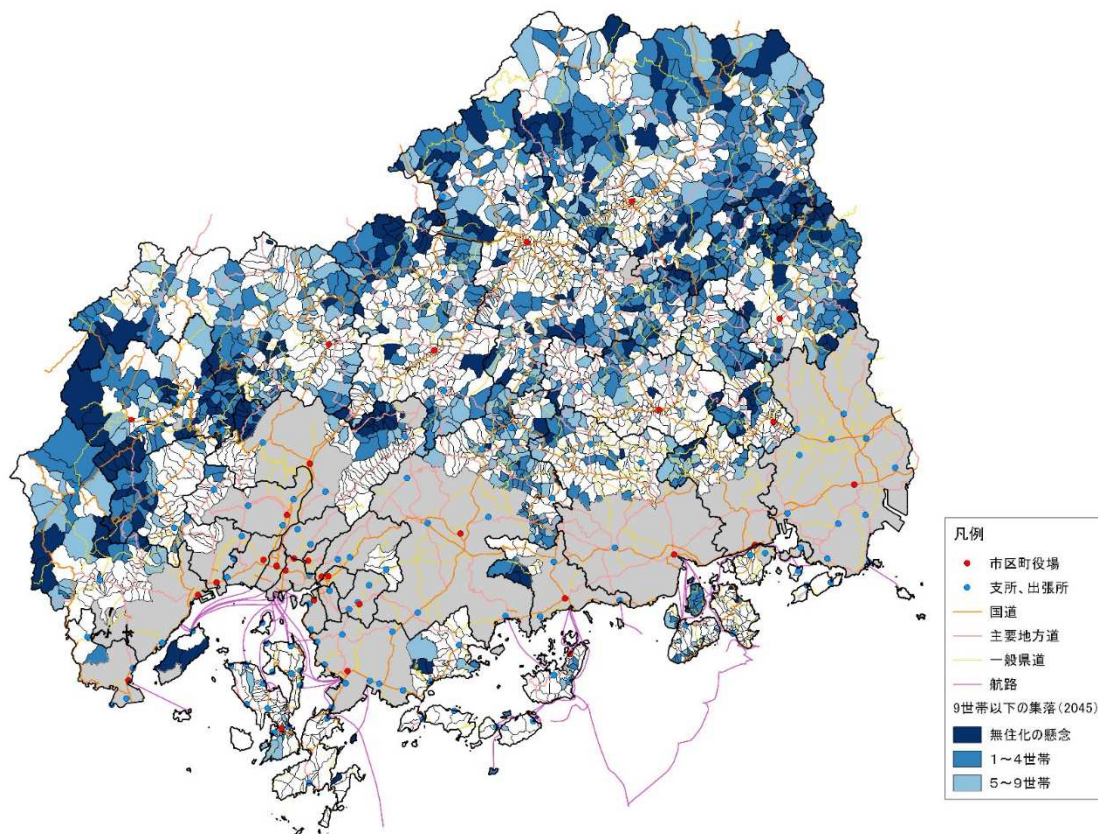 凡例
市区町役場
支所、出張所
国道
主要地方道
一般県道
航路
9世帯以下の集落(2045)
無住化の懸念
1~4世帯
5~9世帯